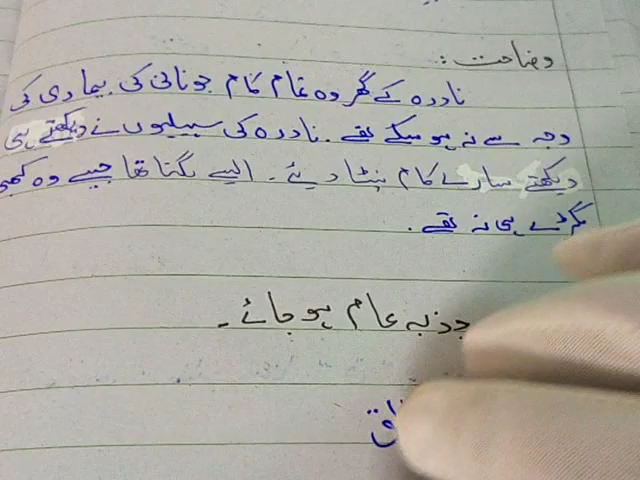 وضاحت:
نادرہ کے گھر وہ تمام کام جو نانی کی بیماری کی
وجہ سے نہ ہو سکے تھے۔ نادرہ کی سہیلیوں نے دیکھتے ہی
دیکھتے سارے کام نپٹا دیئے۔ ایسے لگتا تھا جیسے وہ کبھی
بگڑے ہی نہ تھے۔
جذبہ عام ہو جائے۔